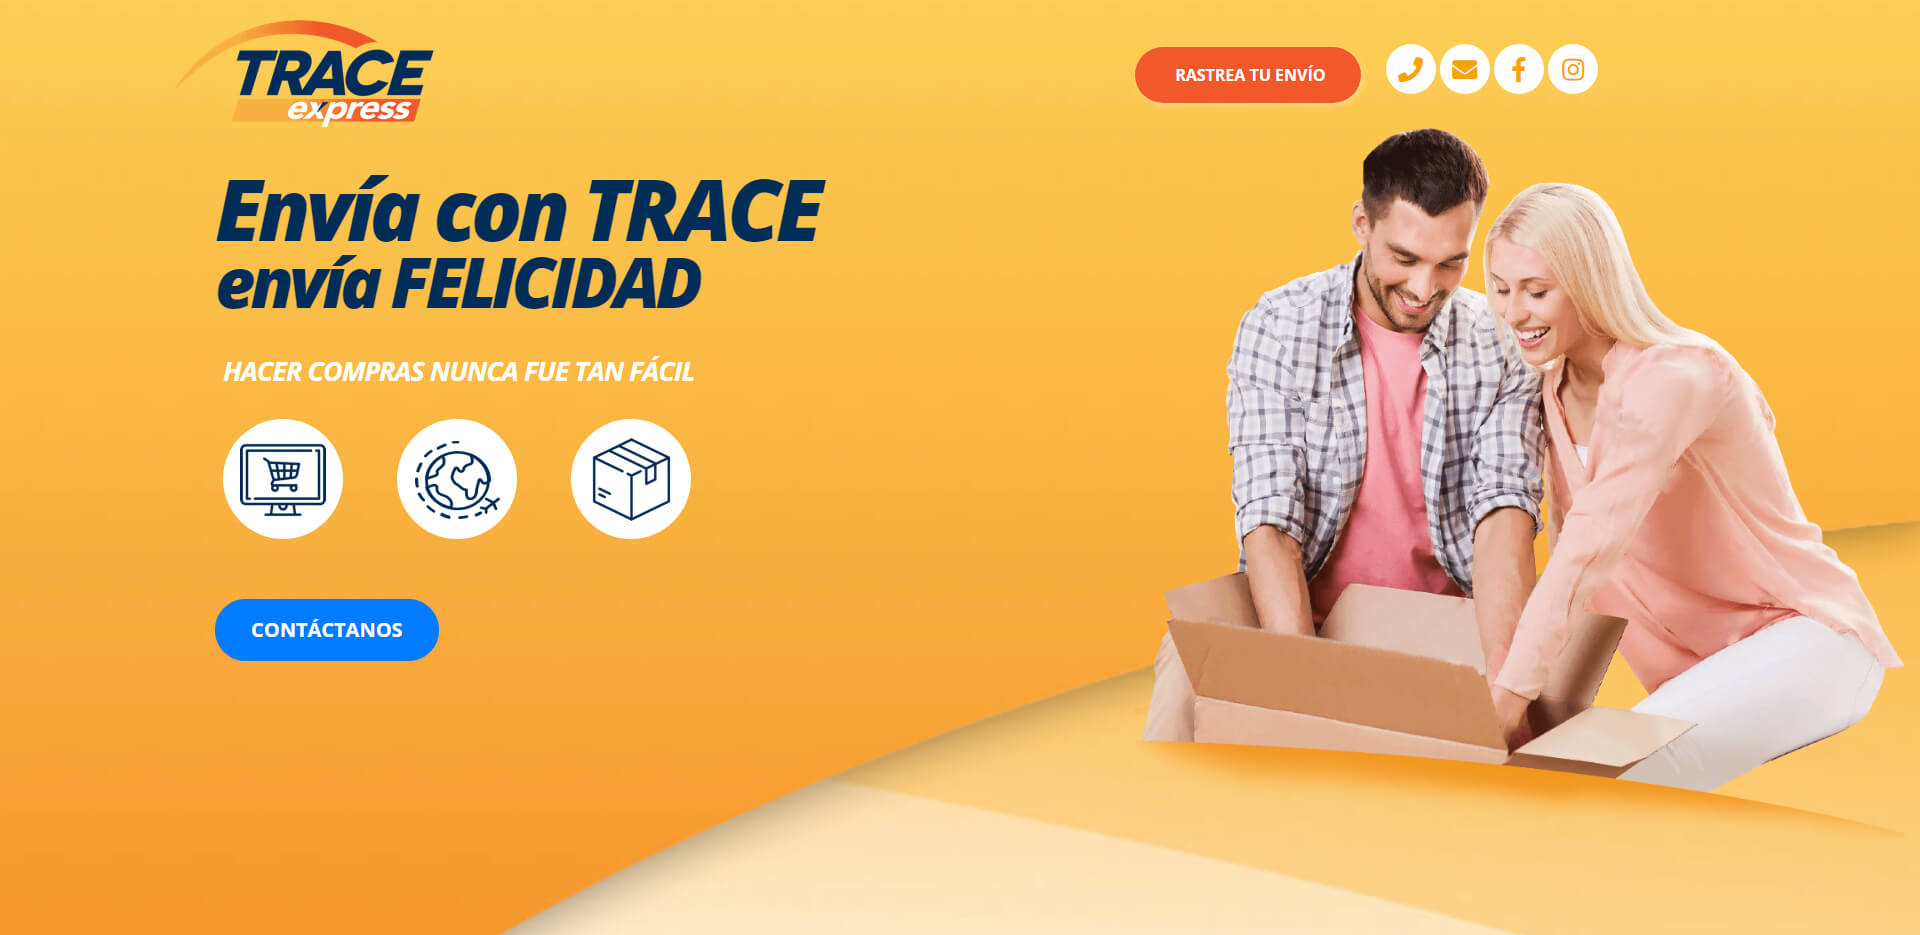 TRACE
express
RASTREA TU ENVÍO
Envía con TRACE
envía FELICIDAD
HACER COMPRAS NUNCA FUE TAN FÁCIL
CONTÁCTANOS